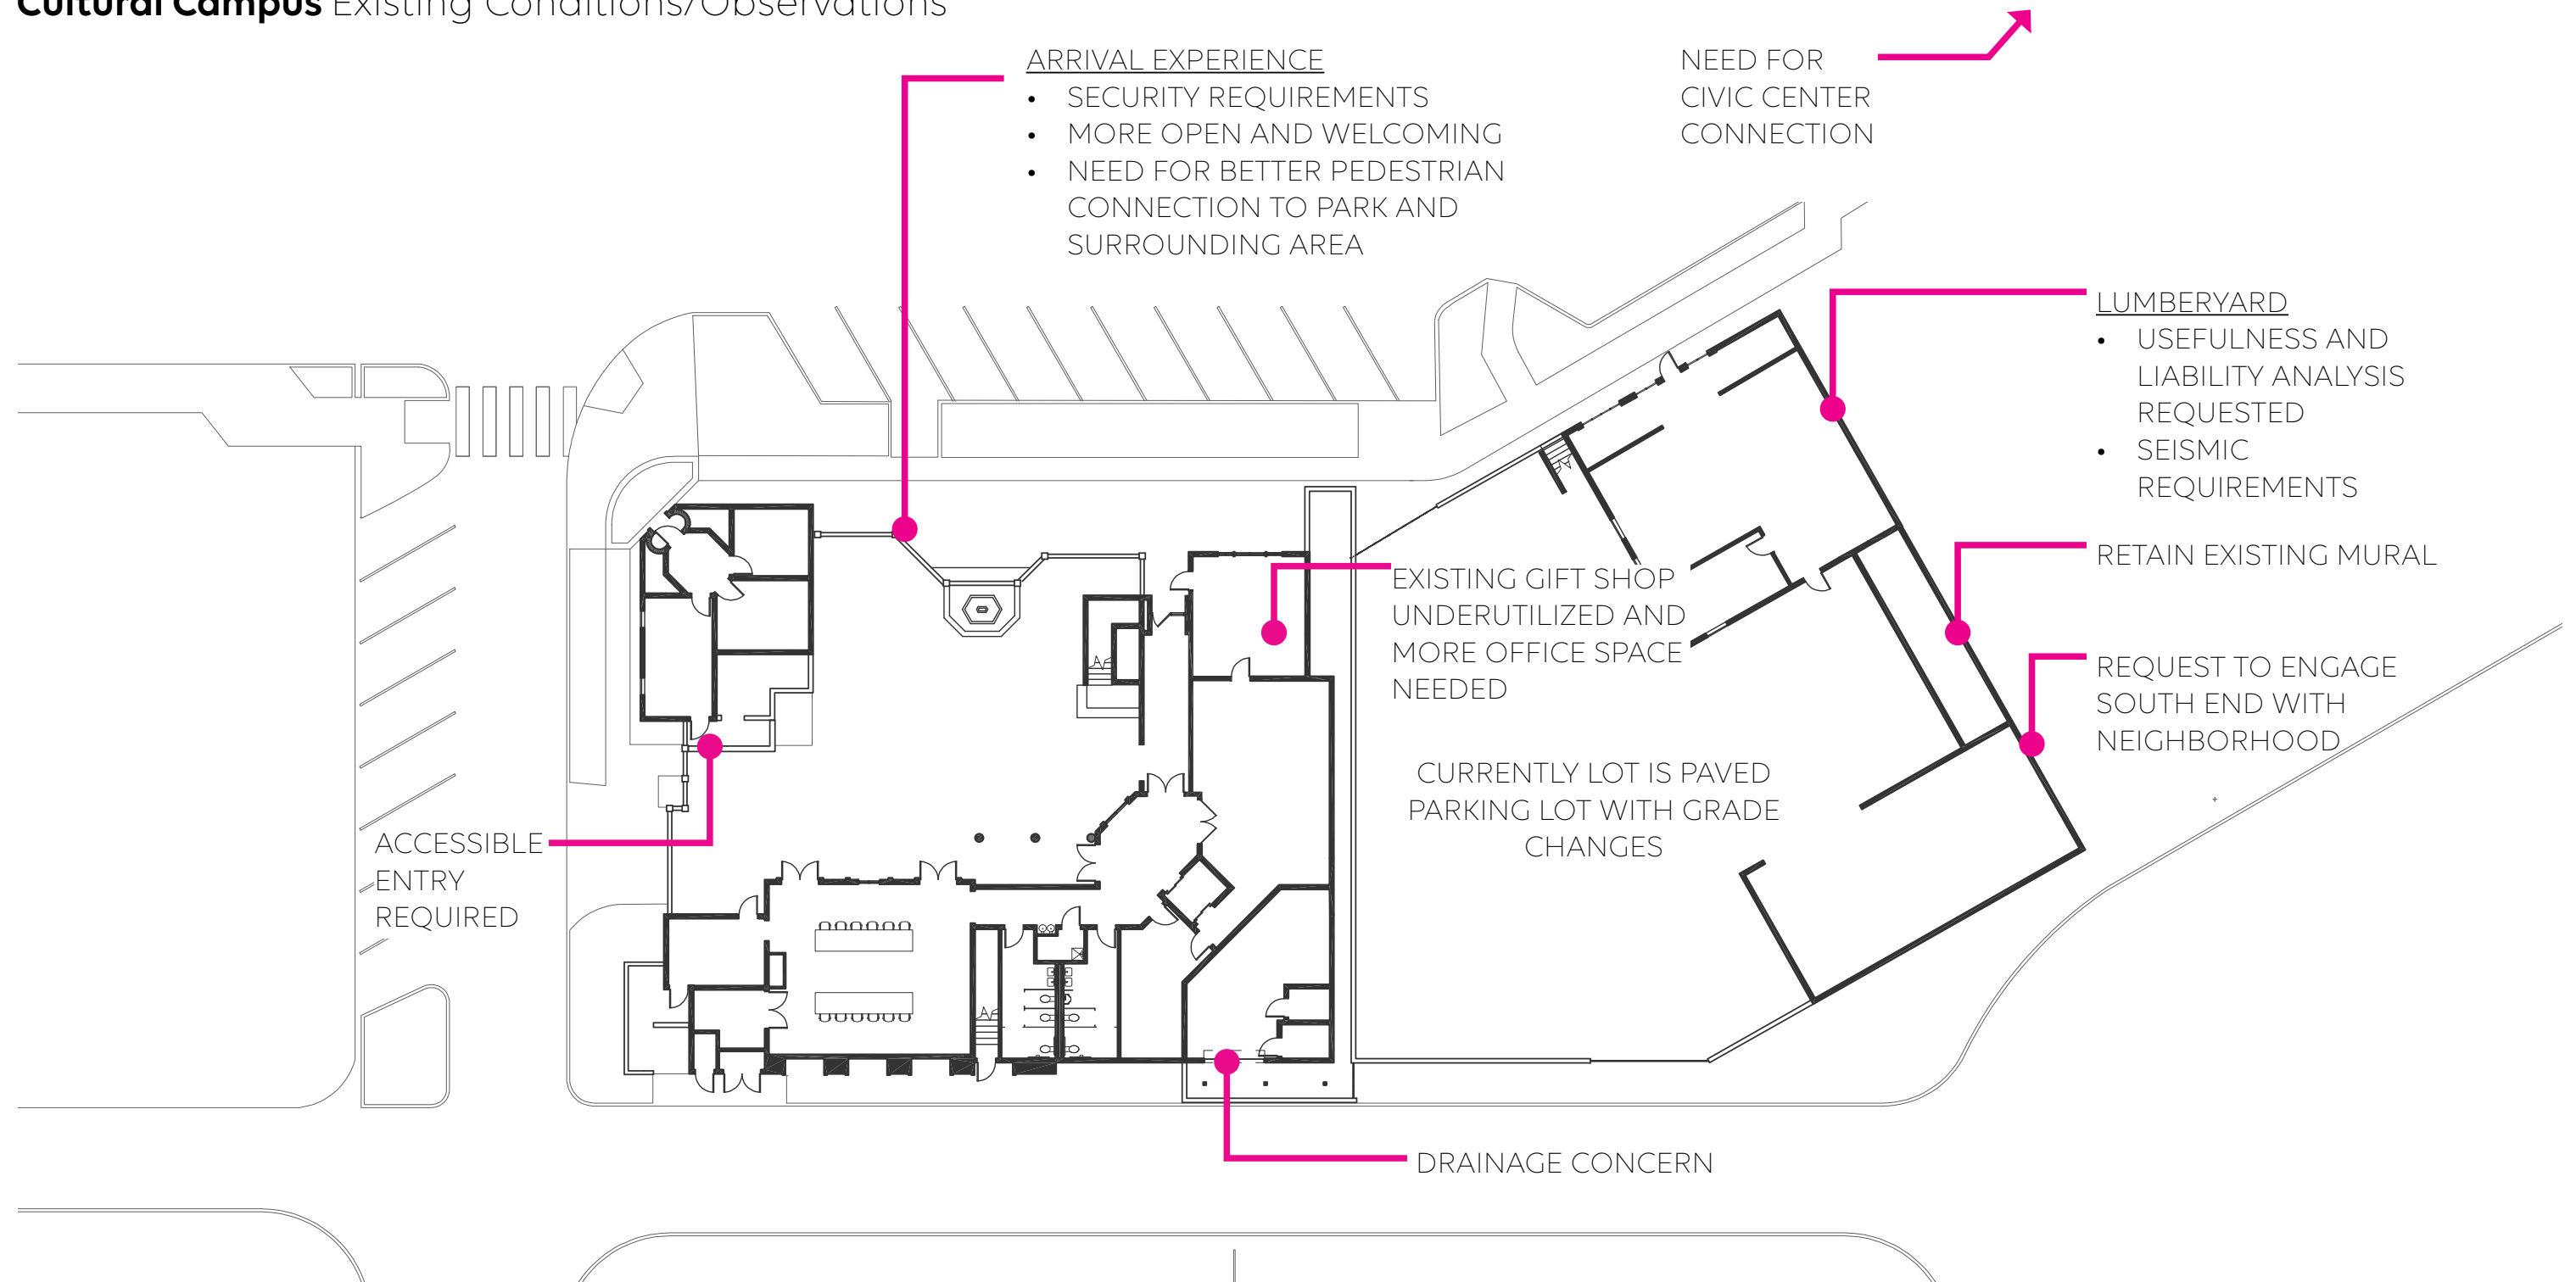 Cultural Campus Existing Conditions/Observations
ARRIVAL EXPERIENCE
• SECURITY REQUIREMENTS
• MORE OPEN AND WELCOMING
• NEED FOR BETTER PEDESTRIAN
CONNECTION TO PARK AND
SURROUNDING AREA
NEED FOR
CIVIC CENTER
CONNECTION
LUMBERYARD
• USEFULNESS AND
LIABILITY ANALYSIS
REQUESTED
• SEISMIC
REQUIREMENTS
RETAIN EXISTING MURAL
REQUEST TO ENGAGE
SOUTH END WITH
NEIGHBORHOOD
EXISTING GIFT SHOP
UNDERUTILIZED AND
MORE OFFICE SPACE
NEEDED
CURRENTLY LOT IS PAVED
PARKING LOT WITH GRADE
CHANGES
ACCESSIBLE
ENTRY
REQUIRED
DRAINAGE CONCERN